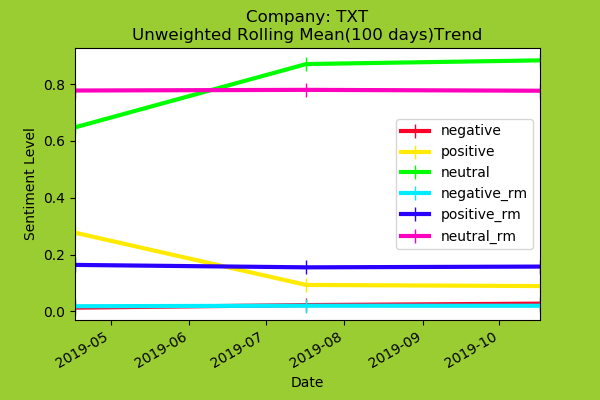 Company: TXT
Unweighted Rolling Mean(100 days)Trend
Sentiment Level
0.8
0.6
0.4
0.2
0.0
negative
positive
neutral
negative_rm
positive_rm
neutral_rm
2019-05
2019-06
2019-07
2019-08
2019-09
2019-10
Date